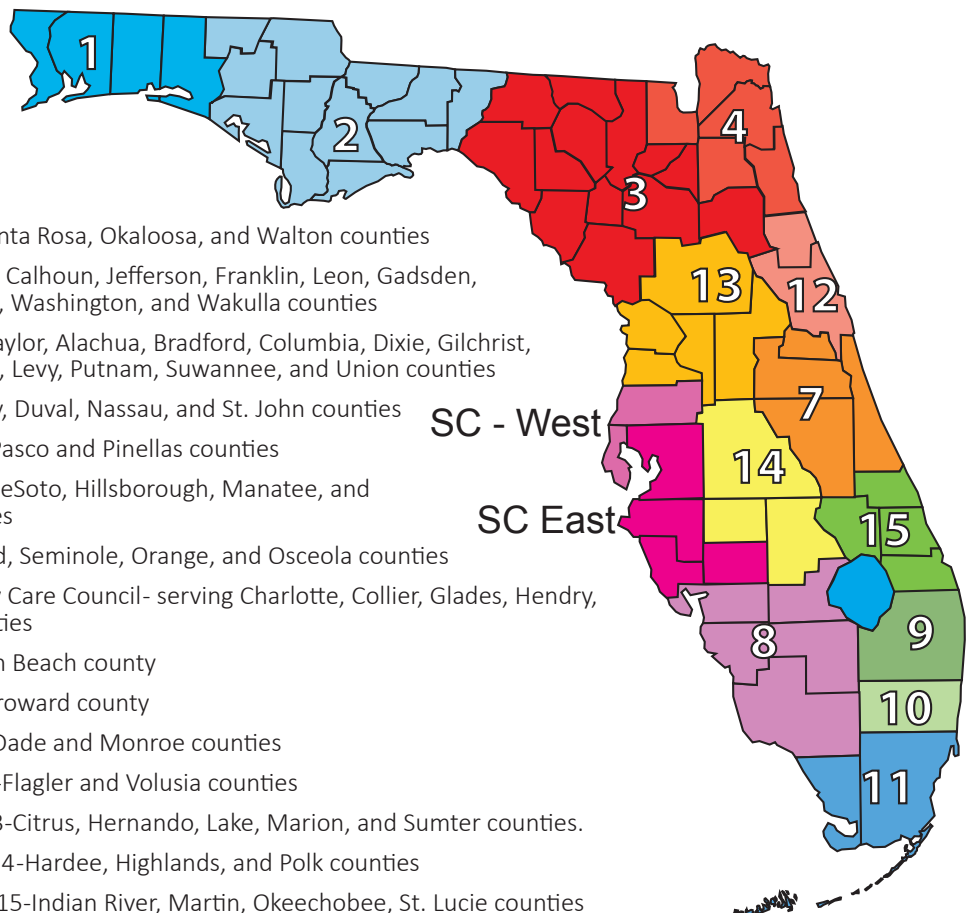 1
2
3
4
13
12
7
14
15
8
9
10
11
SC - West
SC East
nta Rosa, Okaloosa, and Walton counties
Calhoun, Jefferson, Franklin, Leon, Gadsden,
, Washington, and Wakulla counties
aylor, Alachua, Bradford, Columbia, Dixie, Gilchrist,
, Levy, Putnam, Suwannee, and Union counties
y, Duval, Nassau, and St. John counties
Pasco and Pinellas counties
eSoto, Hillsborough, Manatee, and
es
d, Seminole, Orange, and Osceola counties
y Care Council- serving Charlotte, Collier, Glades, Hendry,
ties
m Beach county
roward county
Dade and Monroe counties
-Flagler and Volusia counties
3-Citrus, Hernando, Lake, Marion, and Sumter counties.
4-Hardee, Highlands, and Polk counties
15-Indian River, Martin, Okeechobee, St. Lucie counties